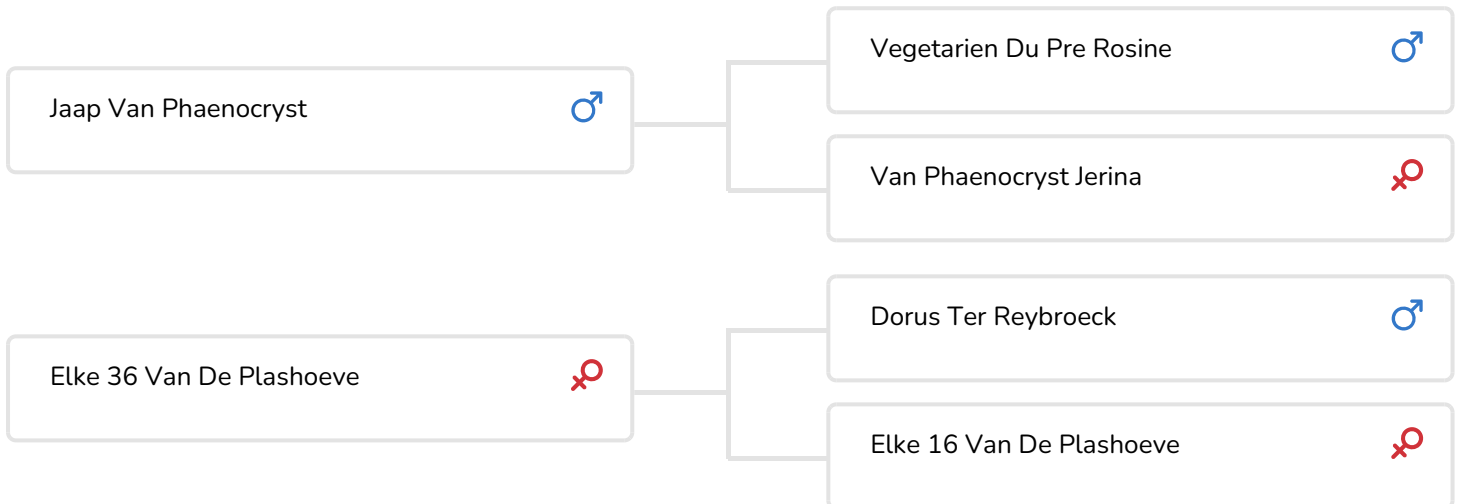 Vegetarien Du Pre Rosine
Jaap Van Phaenocryst
Van Phaenocryst Jerina
Dorus Ter Reybroeck
Elke 36 Van De Plashoeve
Elke 16 Van De Plashoeve